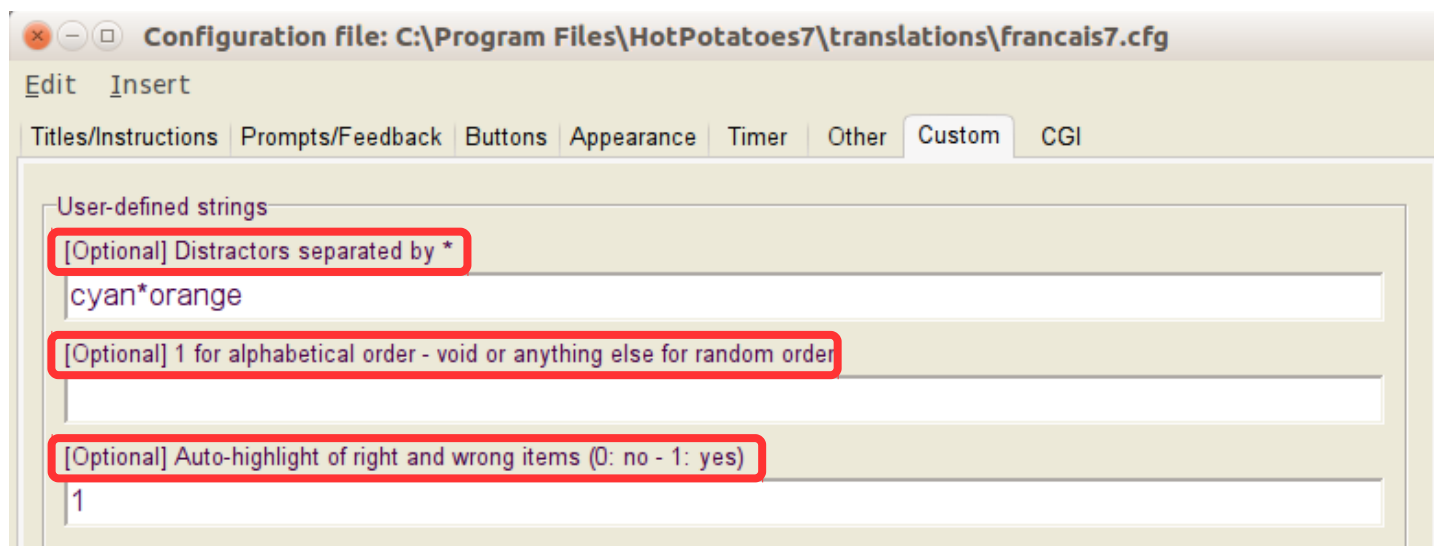 Configuration file: C:\Program Files\HotPotatoes7\translations\francais7.cfg
Edit Insert
Titles/Instructions Prompts/Feedback Buttons Appearance Timer Other Custom CGI
User-defined strings
[Optional] Distractors separated by *
cyan*orange
[Optional] 1 for alphabetical order - void or anything else for random order
[Optional] Auto-highlight of right and wrong items (0: no - 1: yes)
1